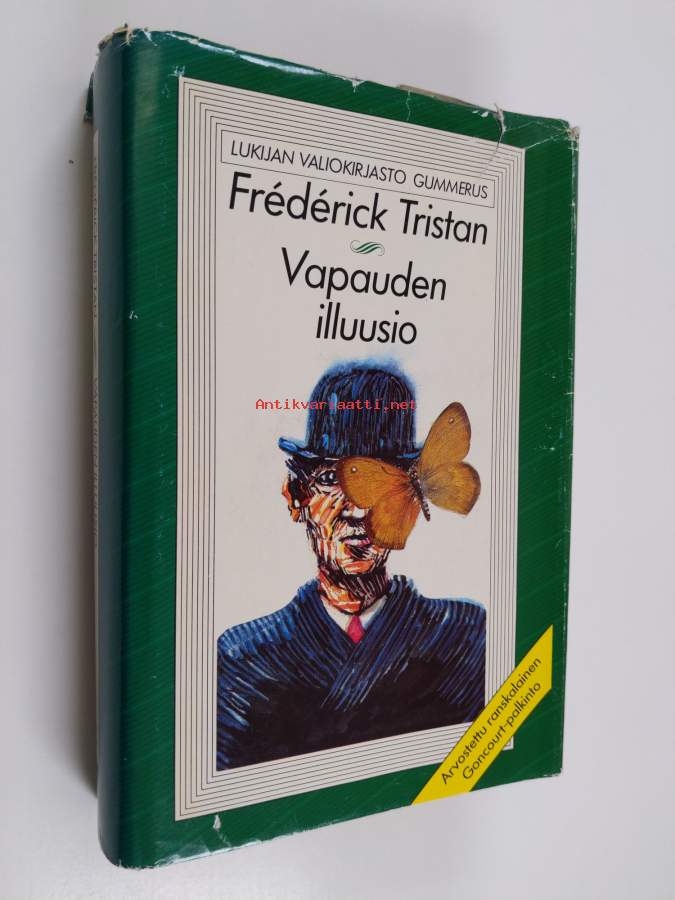 LUKIJAN VALIOKIRJASTO GUMMERUS
Frédérick Tristan
Vapauden
illuusio
Antikvariaatti.net
Arvostettu ranskalainen
Goncourt-palkinto